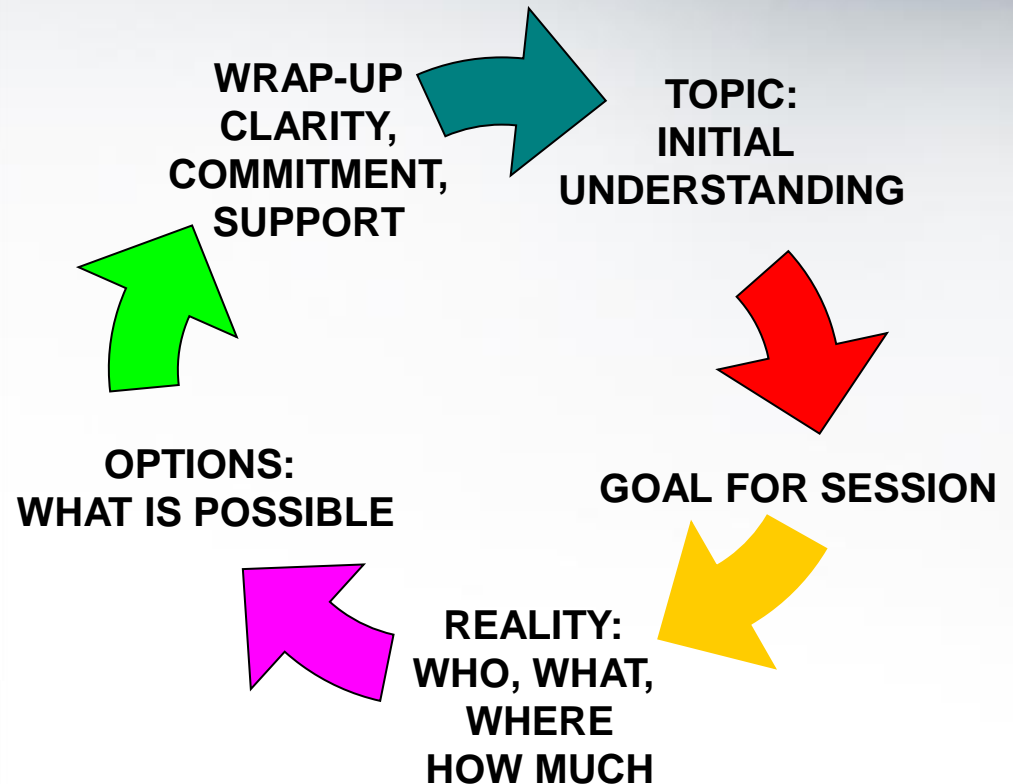 WRAP-UP
CLARITY,
COMMITMENT,
SUPPORT
TOPIC:
INITIAL
UNDERSTANDING
GOAL FOR SESSION
REALITY:
WHO, WHAT,
WHERE
HOW MUCH
OPTIONS:
WHAT IS POSSIBLE